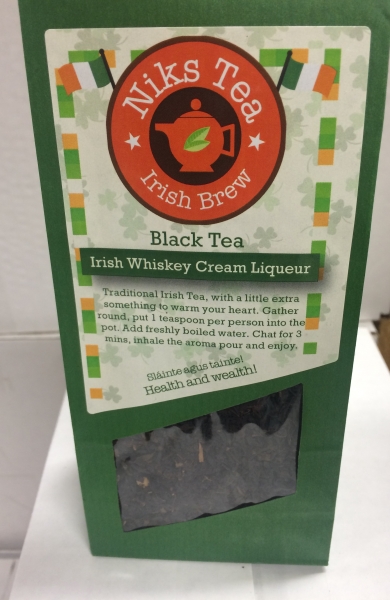 Niks Tea
Irish Brew
Black Tea
Irish Whiskey Cream Liqueur
Traditional Irish Tea, with a little extra
something to warm your heart. Gather
round, put 1 teaspoon per person into the
pot. Add freshly boiled water. Chat for 3
mins, inhale the aroma pour and enjoy.
Sláinte agus tainte!
Health and wealth!